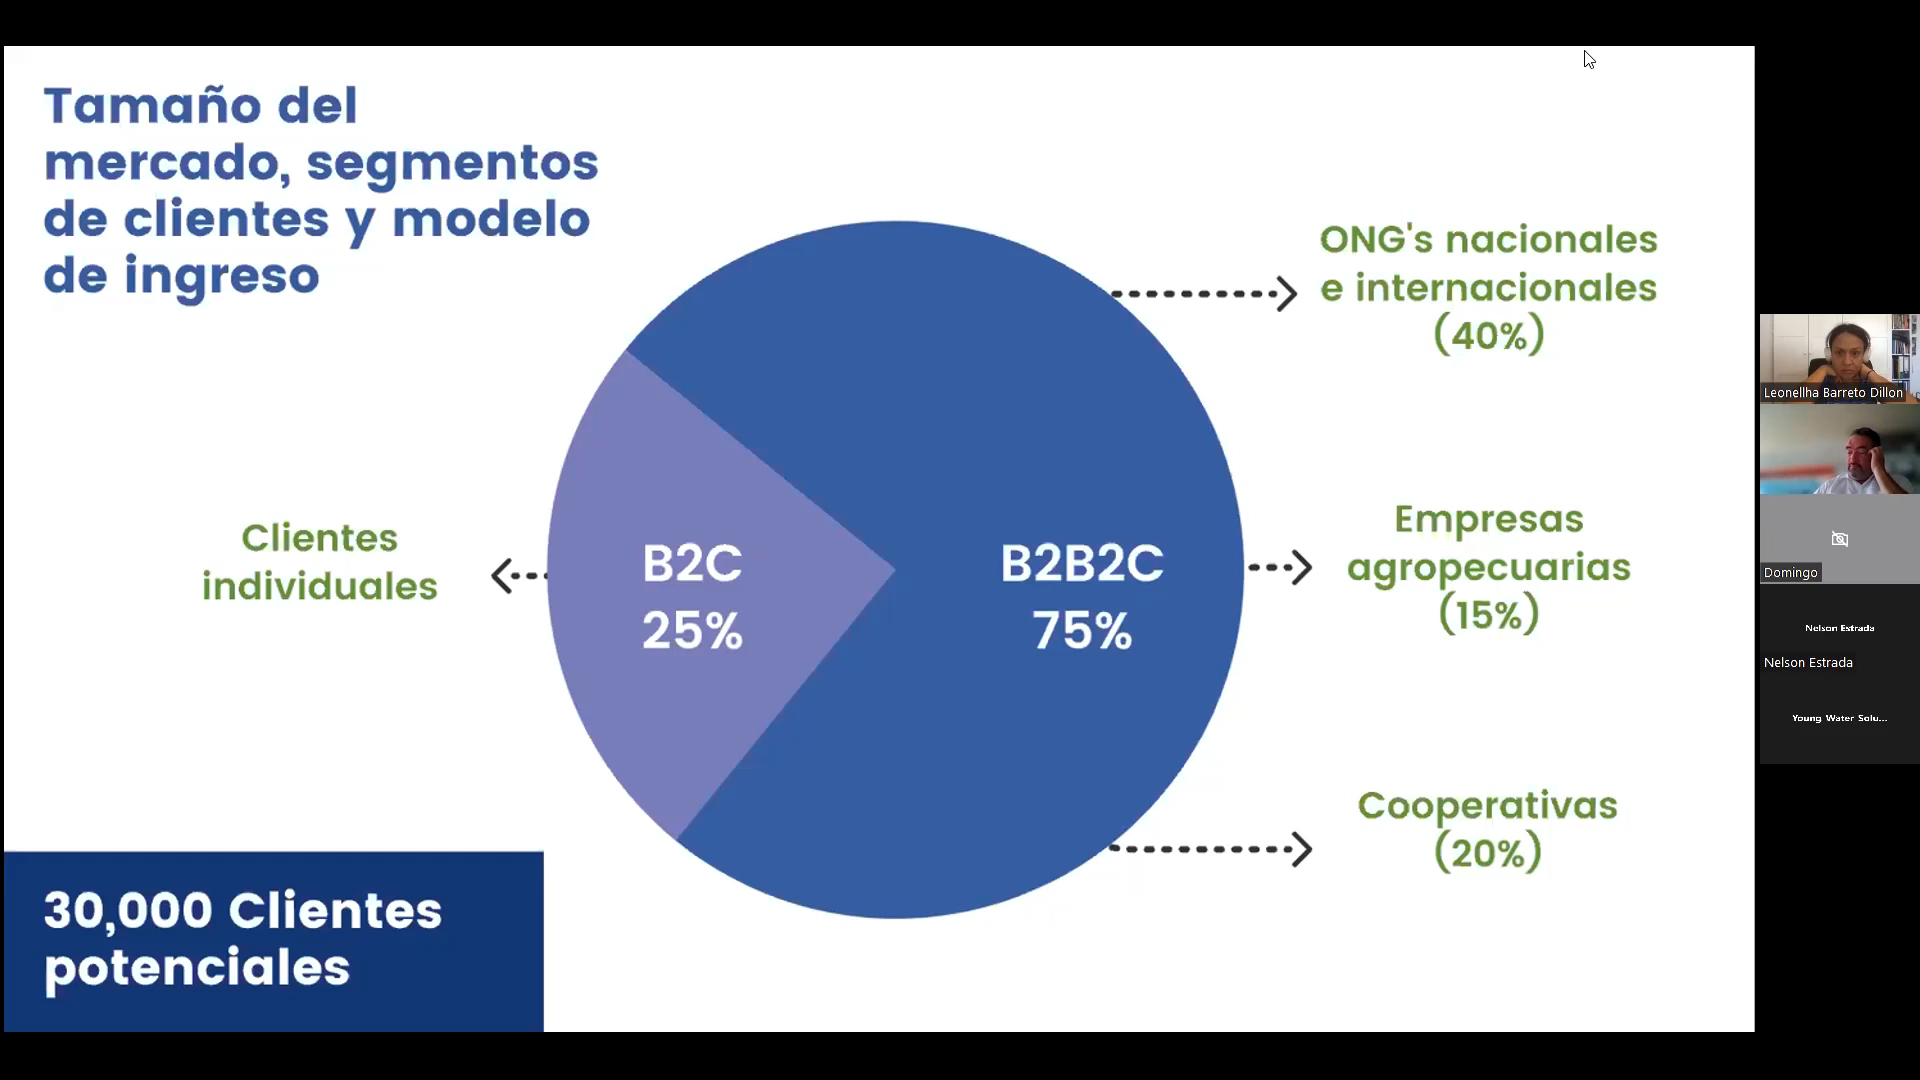 Tamaño del
mercado, segmentos
de clientes y modelo
de ingreso
ONG's nacionales
e internacionales
(40%)
Clientes
individuales
B2C
25%
B2B2C
75%
Empresas
agropecuarias
(15%)
Cooperativas
(20%)
30,000 Clientes
potenciales
Leonellha Barreto Dillon
Domingo
Nelson Estrada
Nelson Estrada
Young Water Solu...